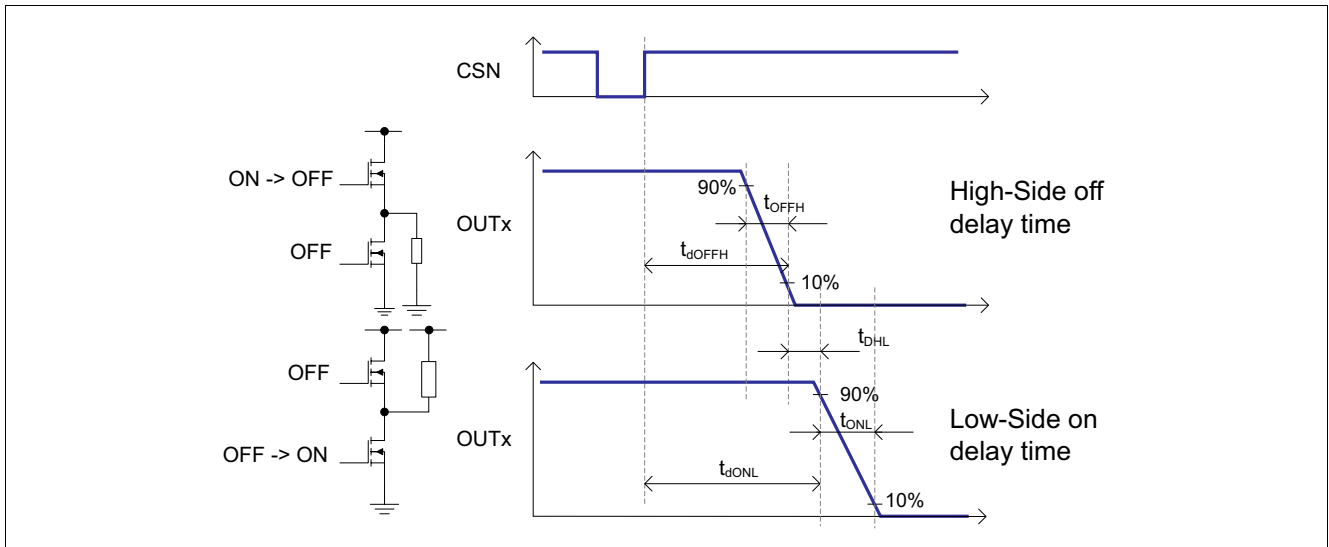 CSN
ON -> OFF
OFF
OUTx
90%
tOFFH
tdOFFH
10%
High-Side off
delay time
tDHL
OFF
OFF -> ON
OUTx
90%
tONL
tdONL
10%
Low-Side on
delay time